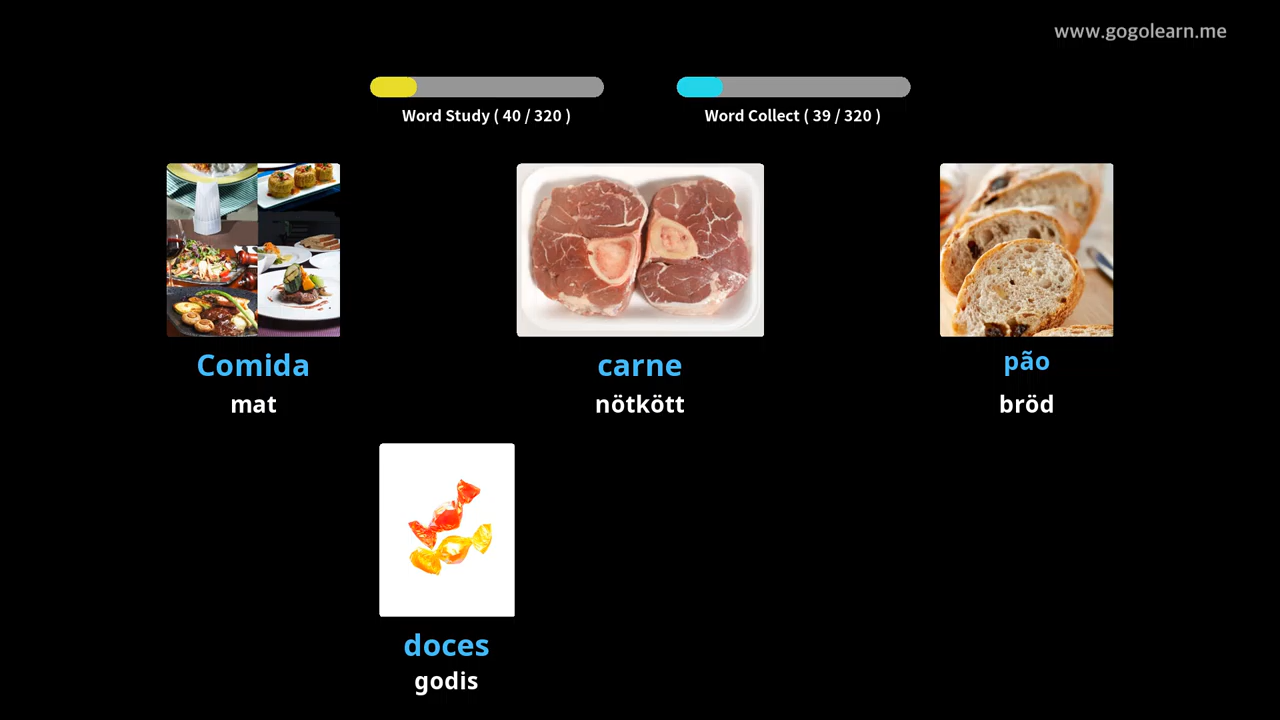 www.gogolearn.me
Word Study ( 40 / 320 )
Word Collect ( 39 / 320 )
Comida
carne
pão
mat
nötkött
bröd
doces
godis